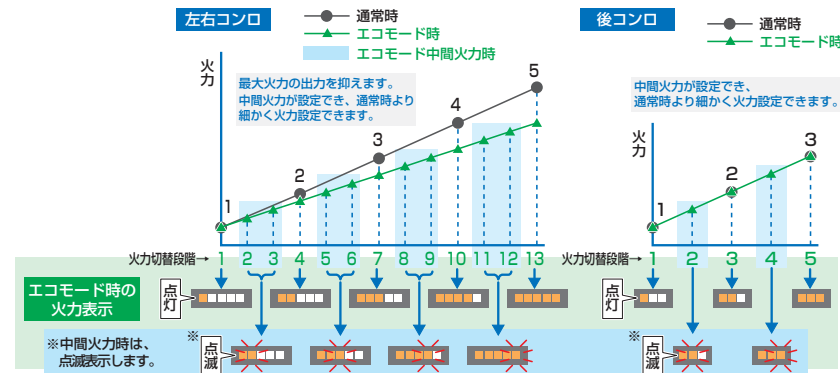 左右コンロ
通常時
エコモード時
エコモード中間火力時
火力
最大火力の出力を抑えます。
中間火力が設定でき、通常時より
細かく火力設定できます。
1
2
3
4
5
火力切替段階→
1 2 3 4 5 6 7 8 9 10 11 12 13
後コンロ
通常時
エコモード時
中間火力が設定でき、
通常時より細かく火力設定できます。
火力
1
2
3
火力切替段階→
1 2 3 4 5
エコモード時の
火力表示
点灯
点灯
※中間火力時は、
点滅表示します。
※
点滅
※
点滅